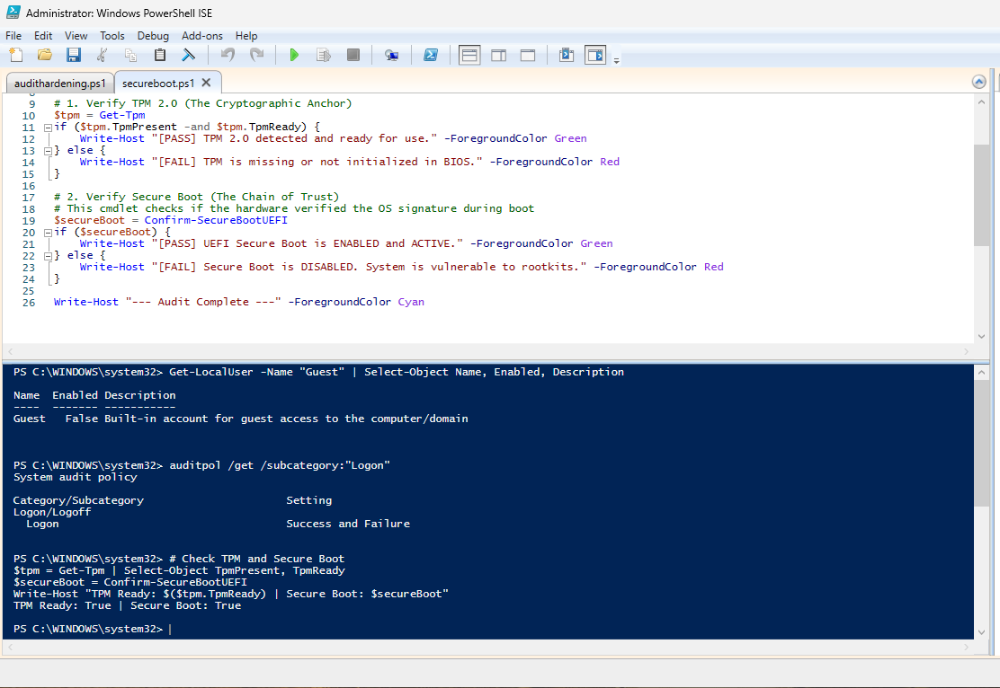 Administrator: Windows PowerShell ISE
File Edit View Tools Debug Add-ons Help
audithardening.ps1 secureboot.ps1
9 # 1. Verify TPM 2.0 (The Cryptographic Anchor)
10 $tpm = Get-Tpm
11 if ($tpm.TpmPresent -and $tpm.TpmReady) {
12     Write-Host "[PASS] TPM 2.0 detected and ready for use." -ForegroundColor Green
13 } else {
14     Write-Host "[FAIL] TPM is missing or not initialized in BIOS." -ForegroundColor Red
15 }
16
17 # 2. Verify Secure Boot (The Chain of Trust)
18 # This cmdlet checks if the hardware verified the OS signature during boot
19 $secureBoot = Confirm-SecureBootUEFI
20 if ($secureBoot) {
21     Write-Host "[PASS] UEFI Secure Boot is ENABLED and ACTIVE." -ForegroundColor Green
22 } else {
23     Write-Host "[FAIL] Secure Boot is DISABLED. System is vulnerable to rootkits." -ForegroundColor Red
24 }
25
26 Write-Host "--- Audit Complete ---" -ForegroundColor Cyan
PS C:\WINDOWS\system32> Get-LocalUser -Name "Guest" | Select-Object Name, Enabled, Description
Name Enabled Description
---- ------- -----------
Guest False Built-in account for guest access to the computer/domain
PS C:\WINDOWS\system32> auditpol /get /subcategory:"Logon"
System audit policy
Category/Subcategory Setting
Logon/Logoff
Logon Success and Failure
PS C:\WINDOWS\system32> # Check TPM and Secure Boot
$tpm = Get-Tpm | Select-Object TpmPresent, TpmReady
$secureBoot = Confirm-SecureBootUEFI
Write-Host "TPM Ready: $($tpm.TpmReady) | Secure Boot: $secureBoot"
TPM Ready: True | Secure Boot: True
PS C:\WINDOWS\system32>